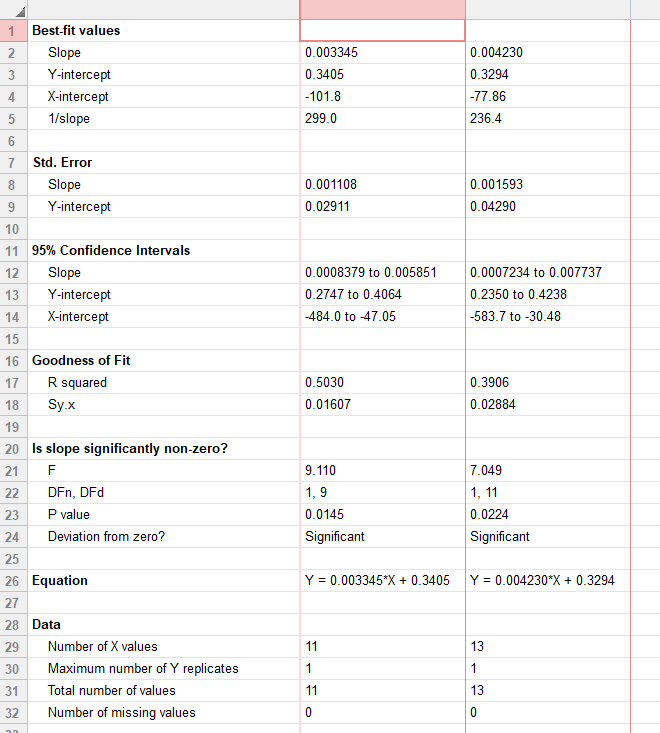 1 Best-fit values
2 Slope 0.003345 0.004230
3 Y-intercept 0.3405 0.3294
4 X-intercept -101.8 -77.86
5 1/slope 299.0 236.4
6
7 Std. Error
8 Slope 0.001108 0.001593
9 Y-intercept 0.02911 0.04290
10
11 95% Confidence Intervals
12 Slope 0.0008379 to 0.005851 0.0007234 to 0.007737
13 Y-intercept 0.2747 to 0.4064 0.2350 to 0.4238
14 X-intercept -484.0 to -47.05 -583.7 to -30.48
15
16 Goodness of Fit
17 R squared 0.5030 0.3906
18 Sy.x 0.01607 0.02884
19
20 Is slope significantly non-zero?
21 F 9.110 7.049
22 DFn, DFd 1, 9 1, 11
23 P value 0.0145 0.0224
24 Deviation from zero? Significant Significant
25
26 Equation Y = 0.003345*X + 0.3405 Y = 0.004230*X + 0.3294
27
28 Data
29 Number of X values 11 13
30 Maximum number of Y replicates 1 1
31 Total number of values 11 13
32 Number of missing values 0 0